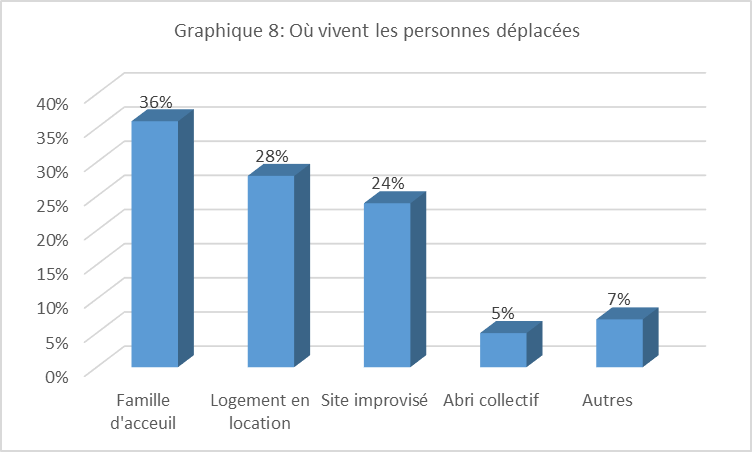 Graphique 8: Où vivent les personnes déplacées
40%
35%
30%
25%
20%
15%
10%
5%
0%
36%
28%
24%
5%
7%
Famille
d'acceuil
Logement en
location
Site improvisé
Abri collectif
Autres